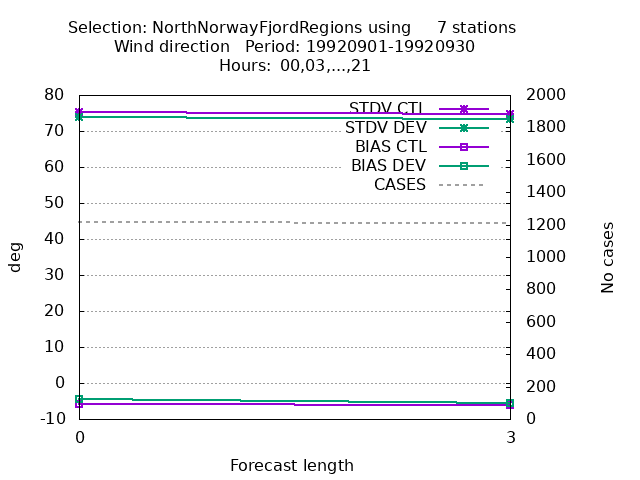 Selection: NorthNorwayFjordRegions using 7 stations
Wind direction Period: 19920901-19920930
Hours: 00,03,...,21
80
70
60
50
40
30
20
10
0
-10
2000
1800
1600
1400
1200
1000
800
600
400
200
0
STDV CTL
STDV DEV
BIAS CTL
BIAS DEV
CASES
deg
No cases
0 3
Forecast length